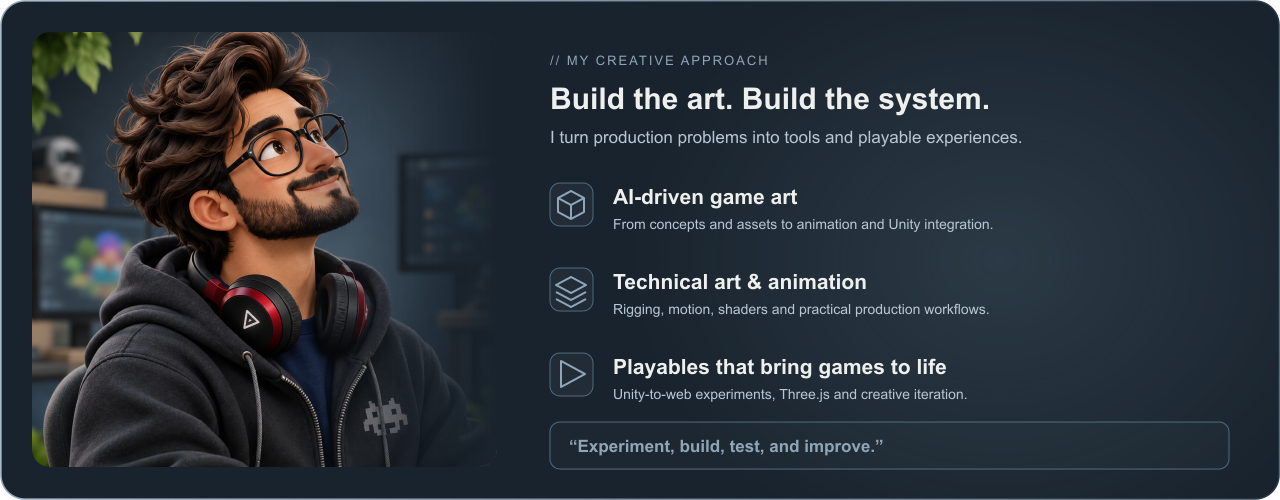 // MY CREATIVE APPROACH
Build the art. Build the system.
I turn production problems into tools and playable experiences.
AI-driven game art
From concepts and assets to animation and Unity integration.
Technical art & animation
Rigging, motion, shaders and practical production workflows.
Playables that bring games to life
Unity-to-web experiments, Three.js and creative iteration.
“Experiment, build, test, and improve.”